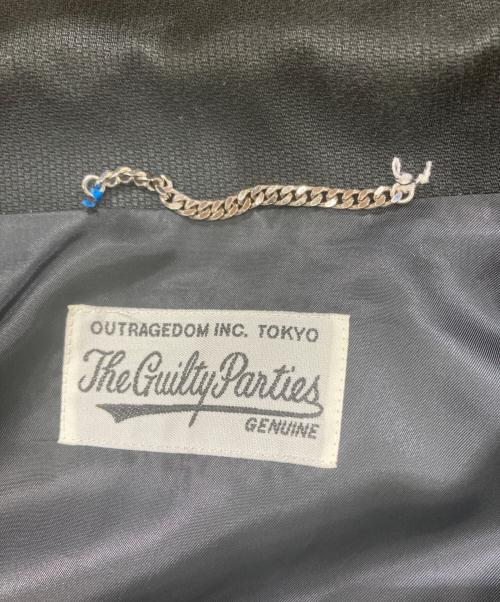 OUTRAGEDOM INC. TOKYO
The Guilty Parties
GENUINE